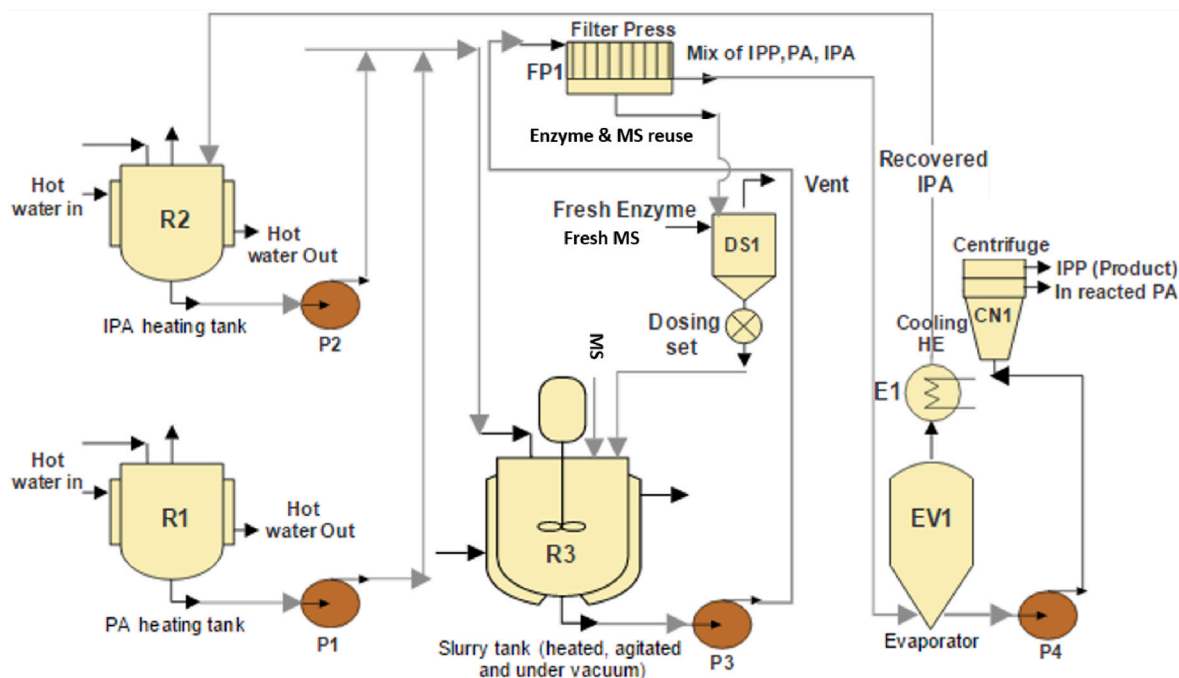 Filter Press
FP1
Mix of IPP,PA, IPA
Enzyme & MS reuse
Recovered
IPA
Vent
Hot
water in
R2
Hot
water Out
IPA heating tank
P2
Fresh Enzyme
Fresh MS
DS1
Dosing
set
MS
Centrifuge
IPP (Product)
In reacted PA
CN1
Cooling
HE
E1
Hot
water in
R1
Hot
water Out
PA heating tank
P1
R3
Slurry tank (heated, agitated
and under vacuum)
P3
EV1
Evaporator
P4